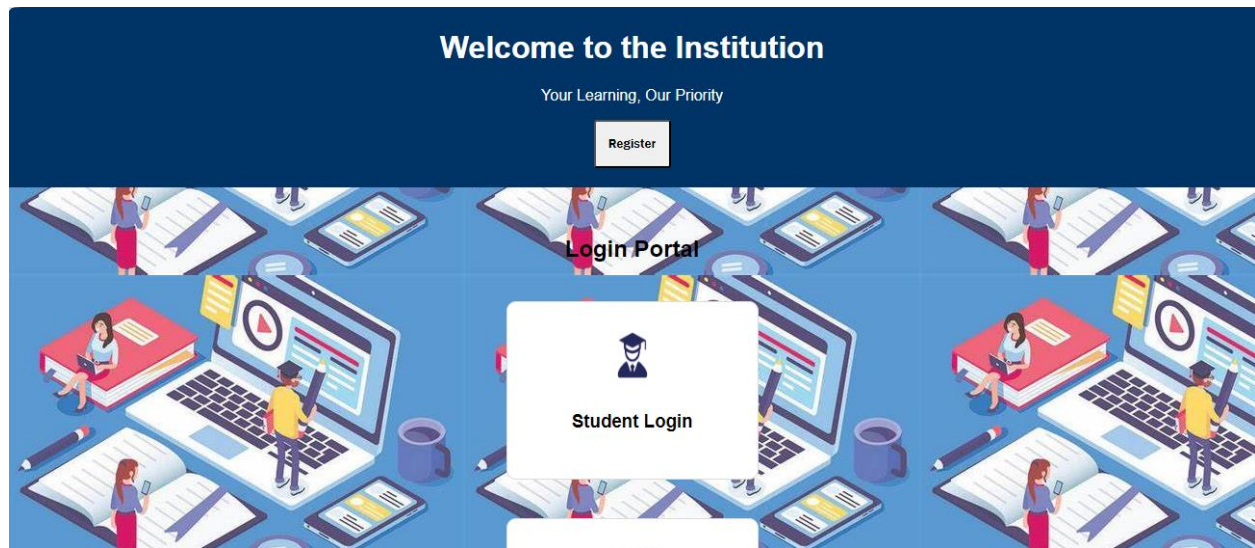 Welcome to the Institution
Your Learning, Our Priority
Register
Login Portal
Student Login